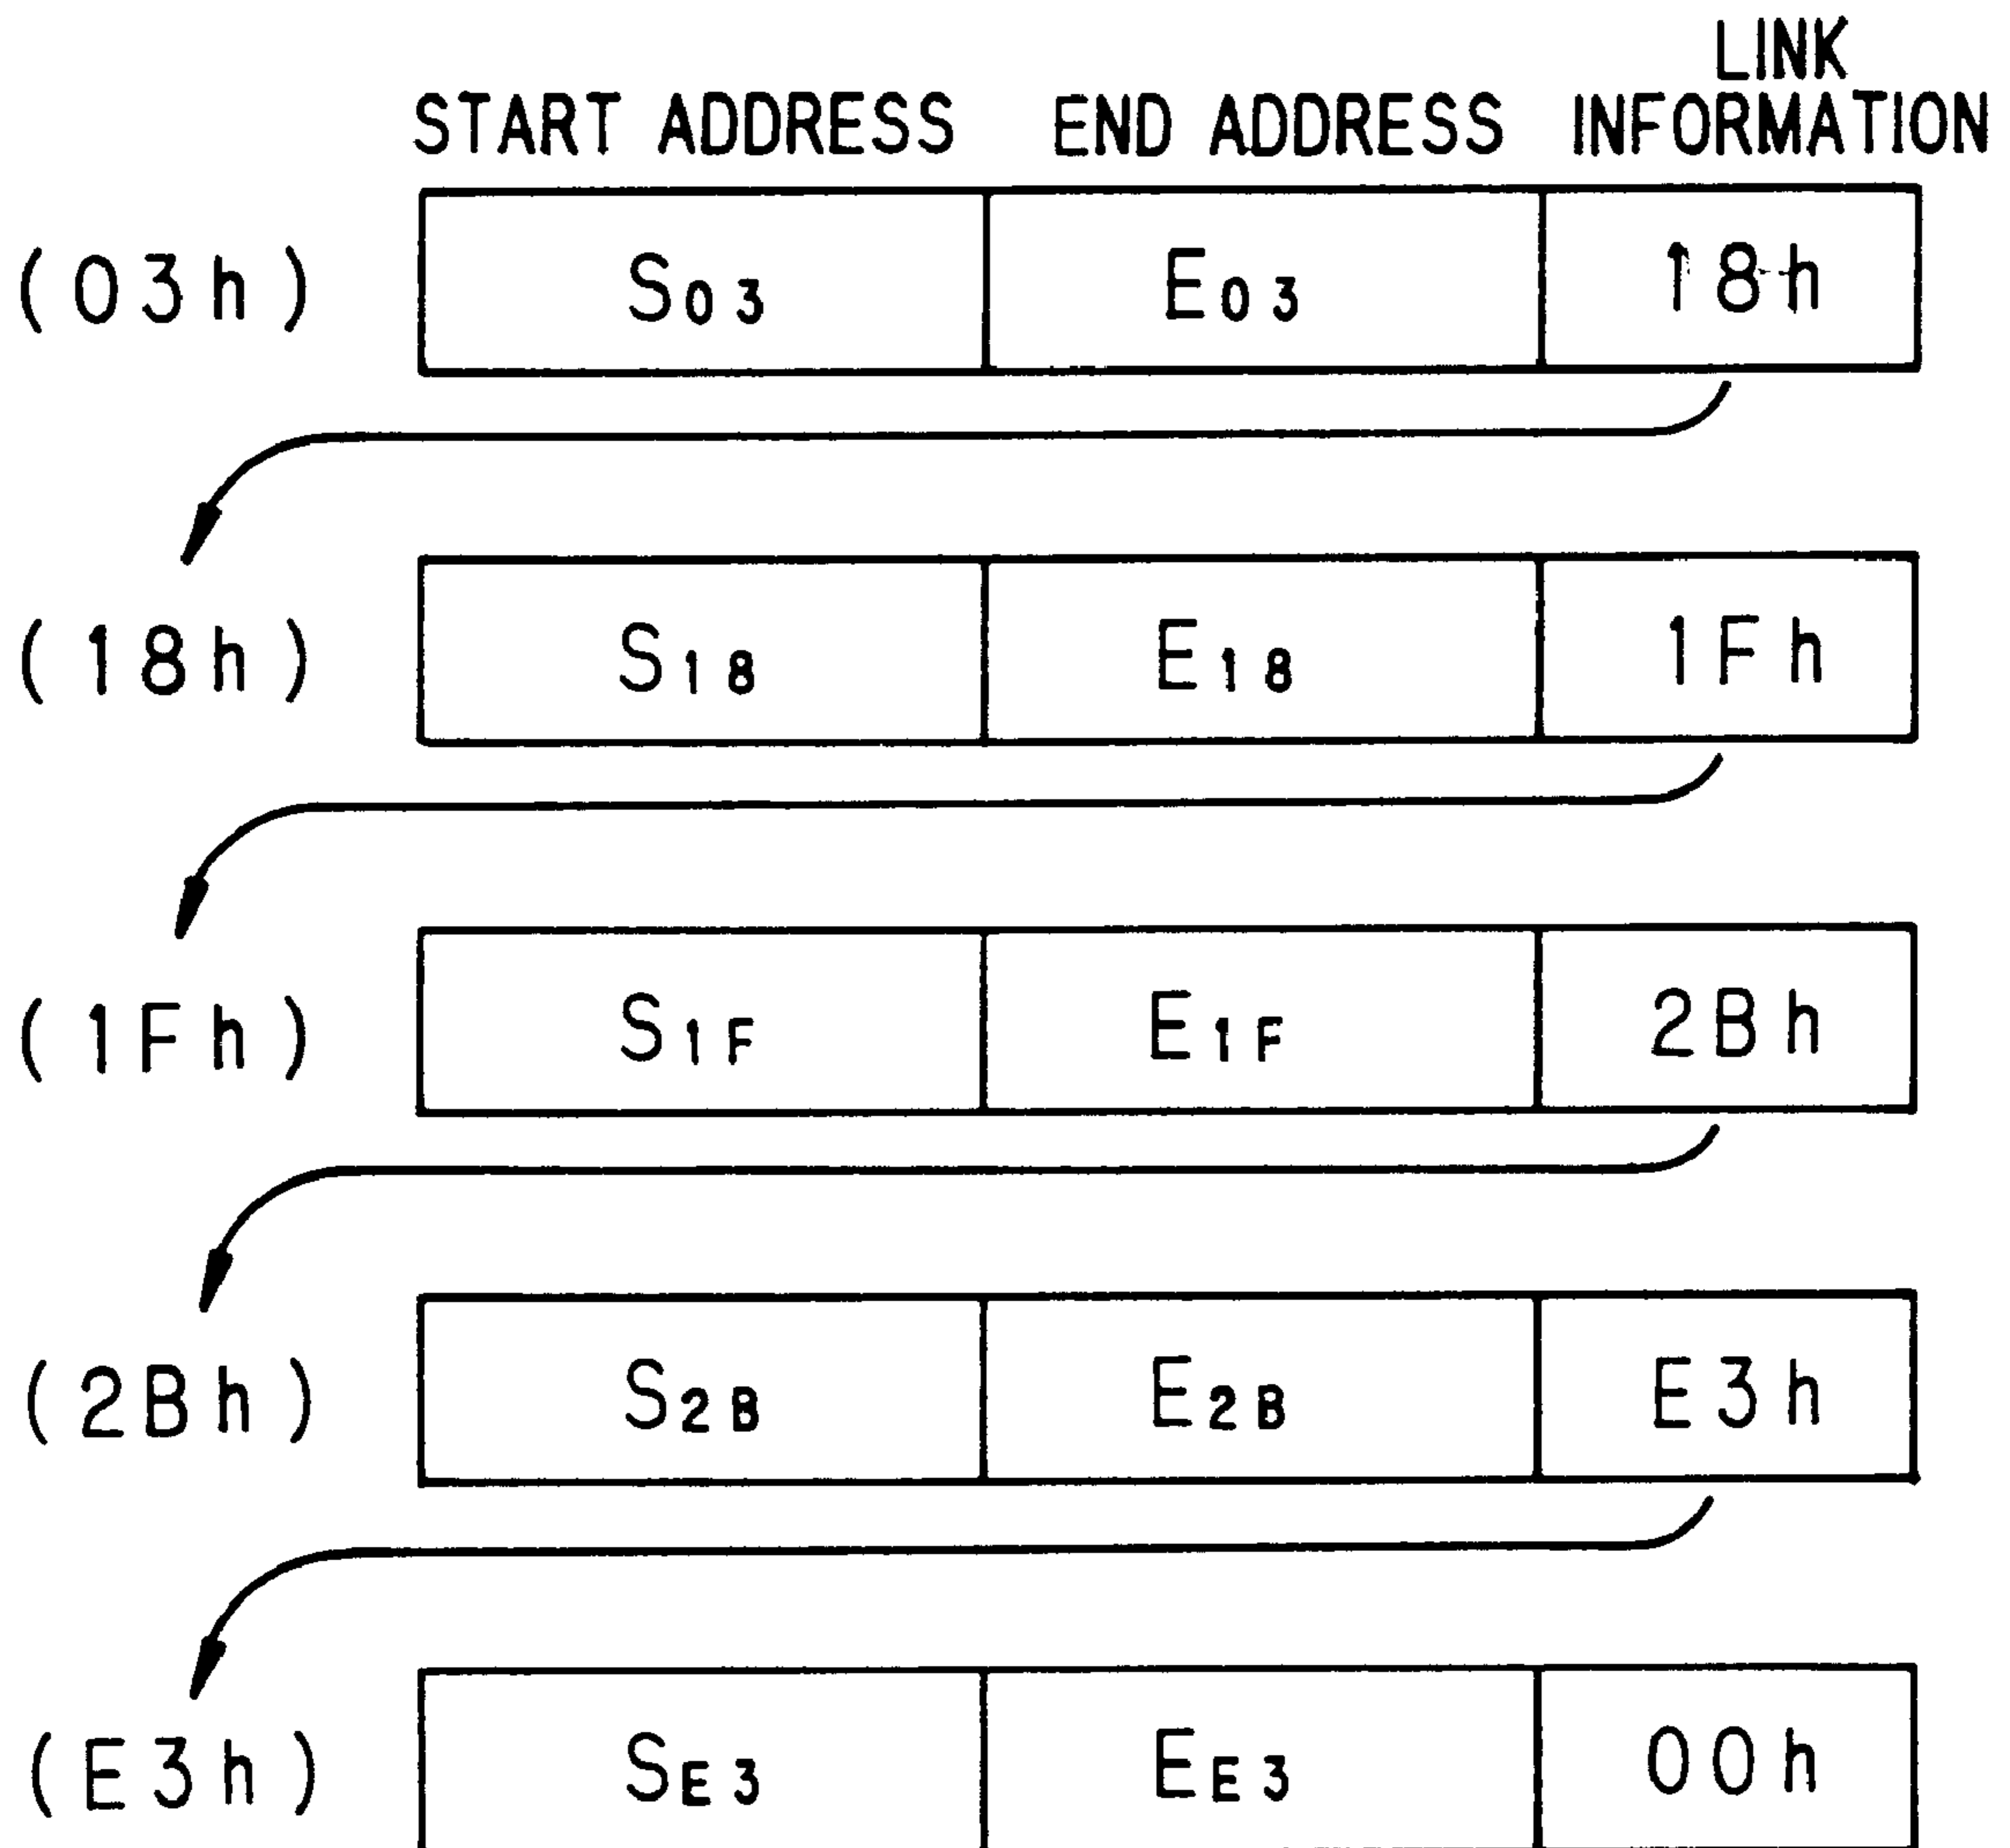 LINK
START ADDRESS END ADDRESS INFORMATION
(03h) S03 E03 18h
(18h) S18 E18 1Fh
(1Fh) S1F E1F 2Bh
(2Bh) S2B E2B E3h
(E3h) SE3 EE3 00h